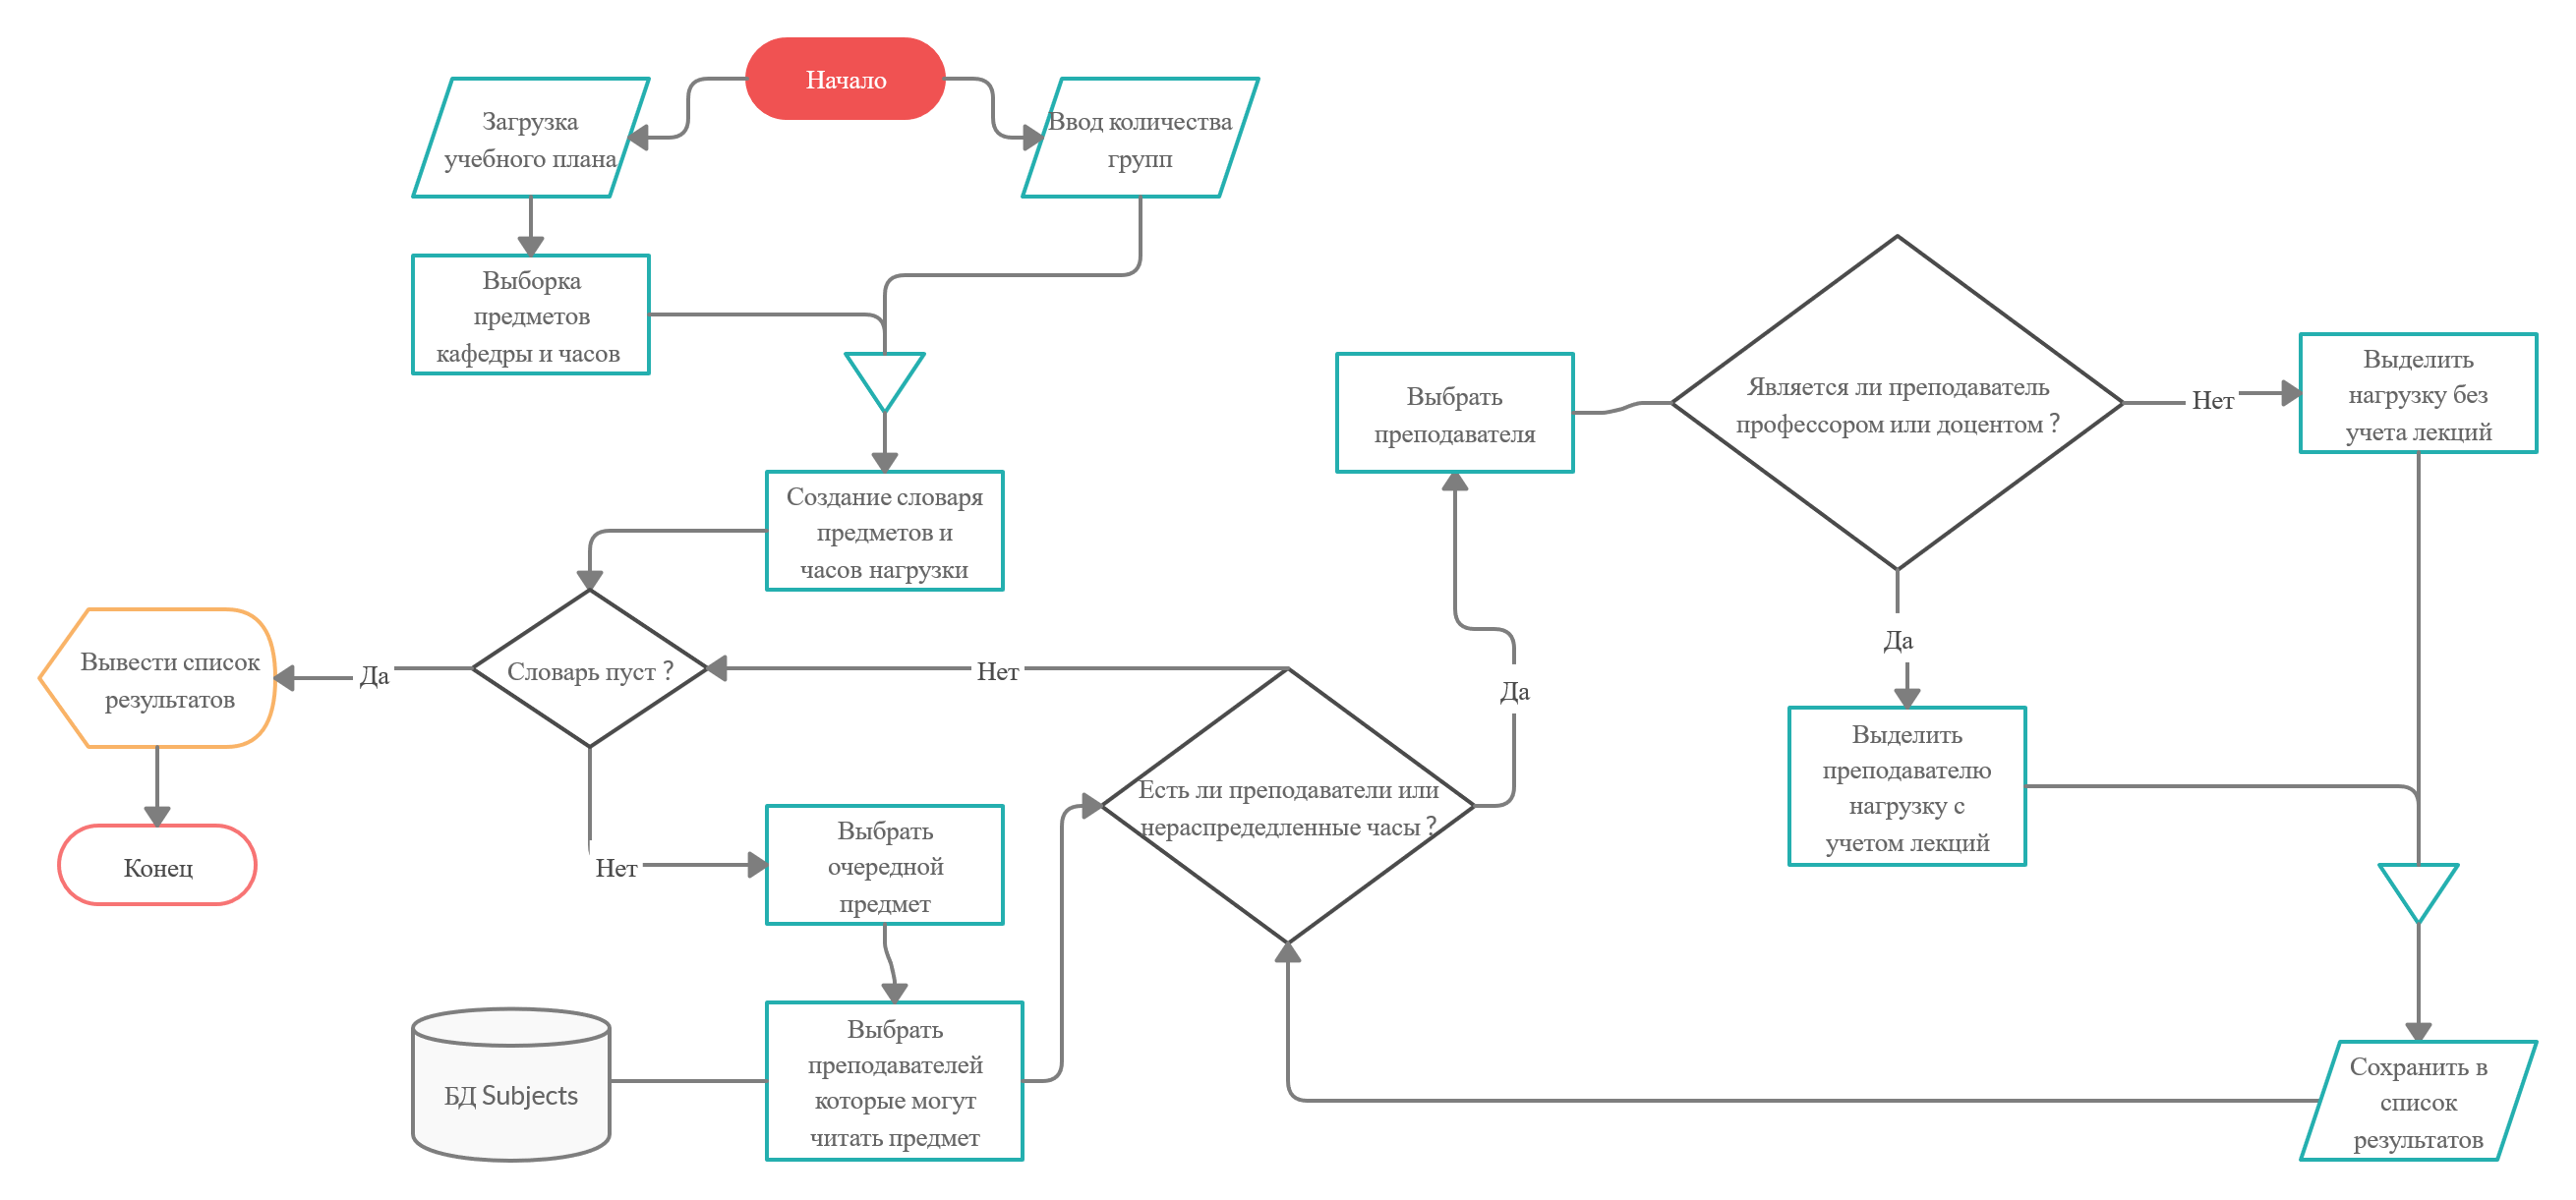 Начало
Загрузка
учебного плана
Ввод количества
групп
Выборка
предметов
кафедры и часов
Создание словаря
предметов и
часов нагрузки
Словарь пуст ?
Да
Вывести список
результатов
Конец
Нет
Выбрать
очередной
предмет
БД Subjects
Выбрать
преподавателей
которые могут
читать предмет
Есть ли преподаватели или
нераспредедленные часы ?
Нет
Да
Выбрать
преподавателя
Является ли преподаватель
профессором или доцентом ?
Нет
Выделить
нагрузку без
учета лекций
Да
Выделить
преподавателю
нагрузку с
учетом лекций
Сохранить в
список
результатов